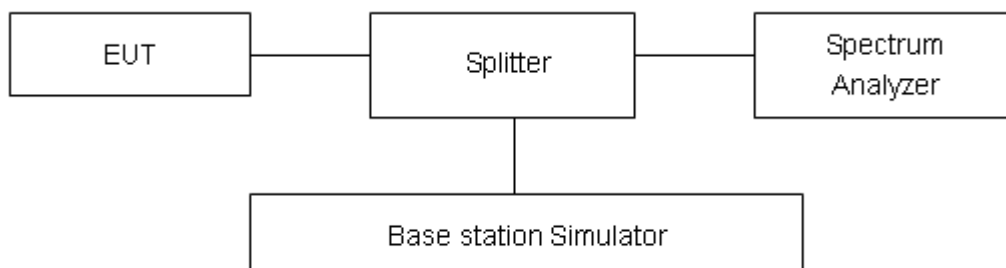 EUT
Splitter
Spectrum
Analyzer
Base station Simulator